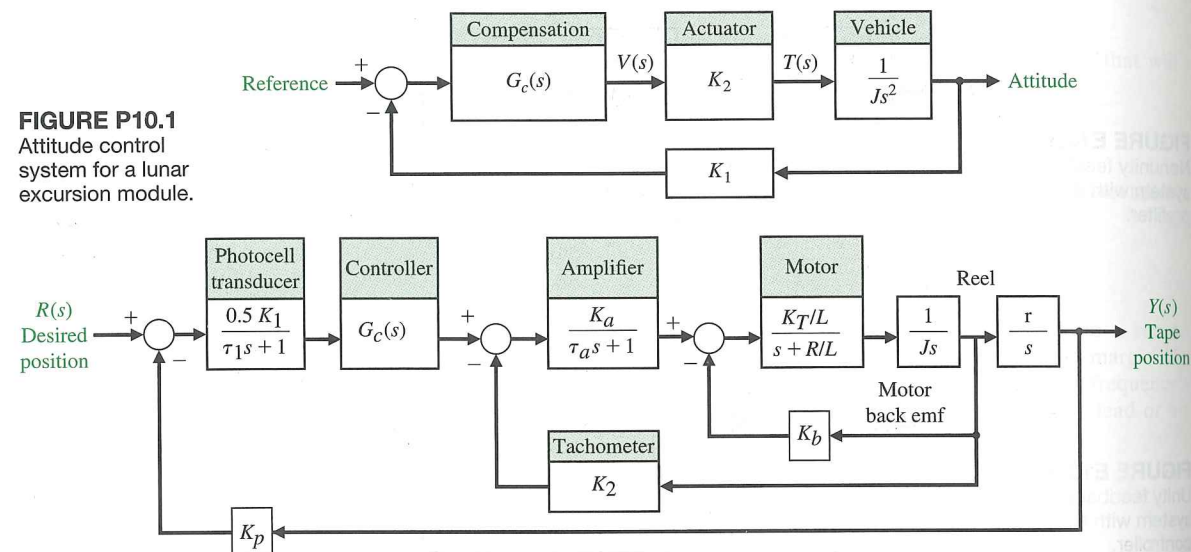 Compensation
Actuator
Vehicle
Reference
+
−
G_c(s)
V(s)
K_2
T(s)
1
Js^2
Attitude
K_1
FIGURE P10.1
Attitude control
system for a lunar
excursion module.
Photocell
transducer
Controller
Amplifier
Motor
Reel
R(s)
Desired
position
+
−
0.5 K_1
τ_1s + 1
G_c(s)
+
−
K_a
τ_as + 1
+
−
K_T/L
s + R/L
1
Js
r
s
Y(s)
Tape
position
Motor
back emf
K_b
Tachometer
K_2
K_p